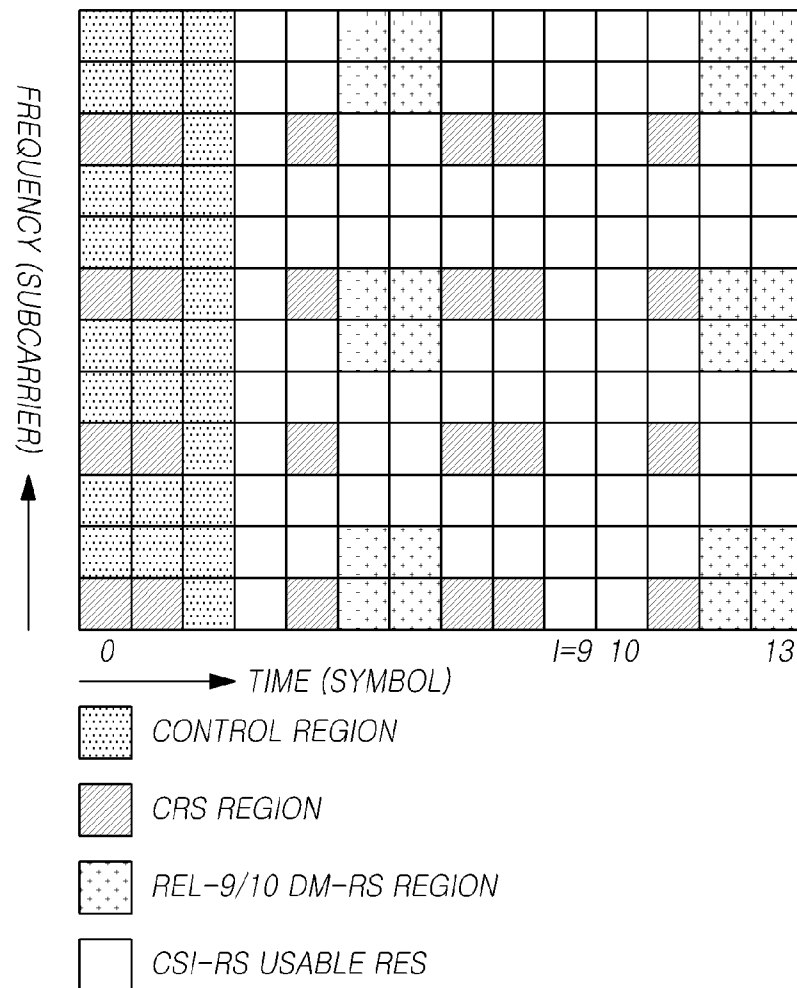 FREQUENCY (SUBCARRIER)
0 l=9 10 13
TIME (SYMBOL)
CONTROL REGION
CRS REGION
REL-9/10 DM-RS REGION
CSI-RS USABLE RES